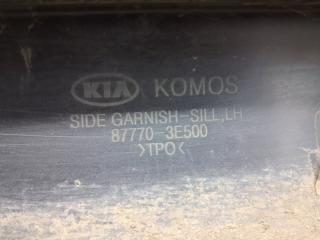 KIA KOMOS
SIDE GARNISH-SILL,LH
87770-3E500
>TPO<